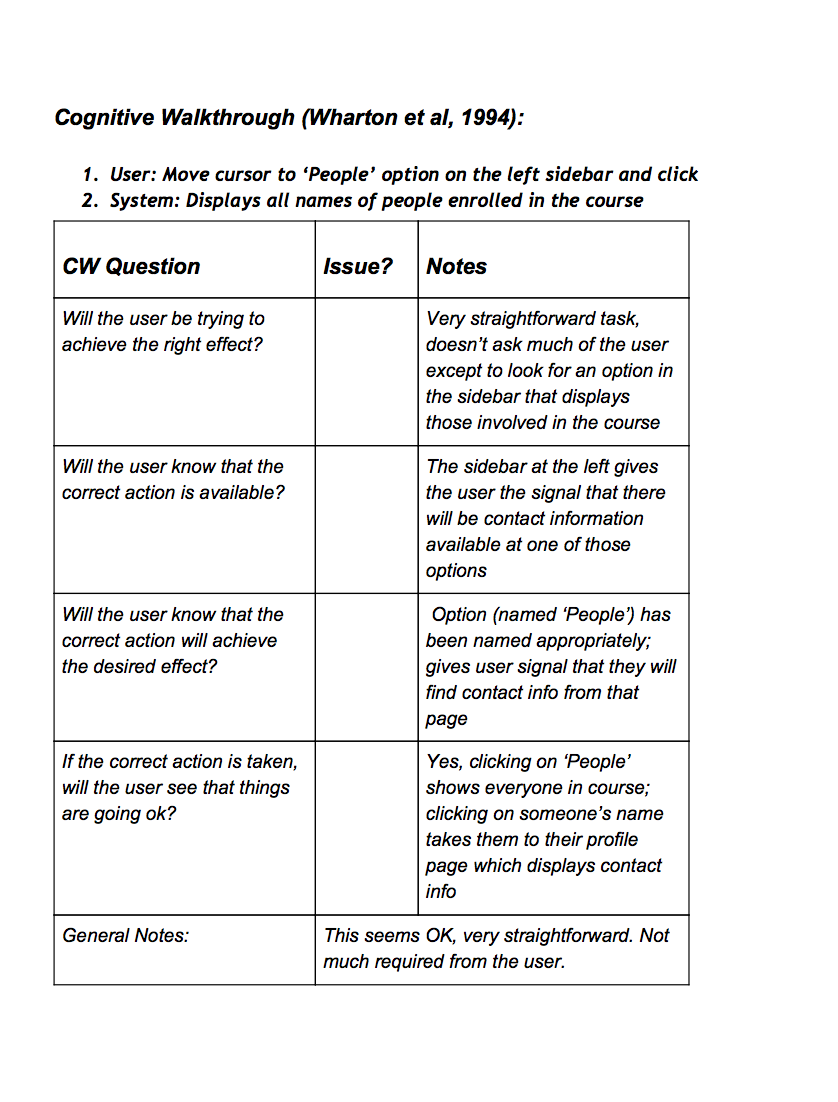 Cognitive Walkthrough (Wharton et al, 1994):
1. User: Move cursor to ‘People’ option on the left sidebar and click
2. System: Displays all names of people enrolled in the course
CW Question
Issue?
Notes
Will the user be trying to
achieve the right effect?
Very straightforward task,
doesn’t ask much of the user
except to look for an option in
the sidebar that displays
those involved in the course
Will the user know that the
correct action is available?
The sidebar at the left gives
the user the signal that there
will be contact information
available at one of those
options
Will the user know that the
correct action will achieve
the desired effect?
Option (named ‘People’) has
been named appropriately;
gives user signal that they will
find contact info from that
page
If the correct action is taken,
will the user see that things
are going ok?
Yes, clicking on ‘People’
shows everyone in course;
clicking on someone’s name
takes them to their profile
page which displays contact
info
General Notes:
This seems OK, very straightforward. Not
much required from the user.